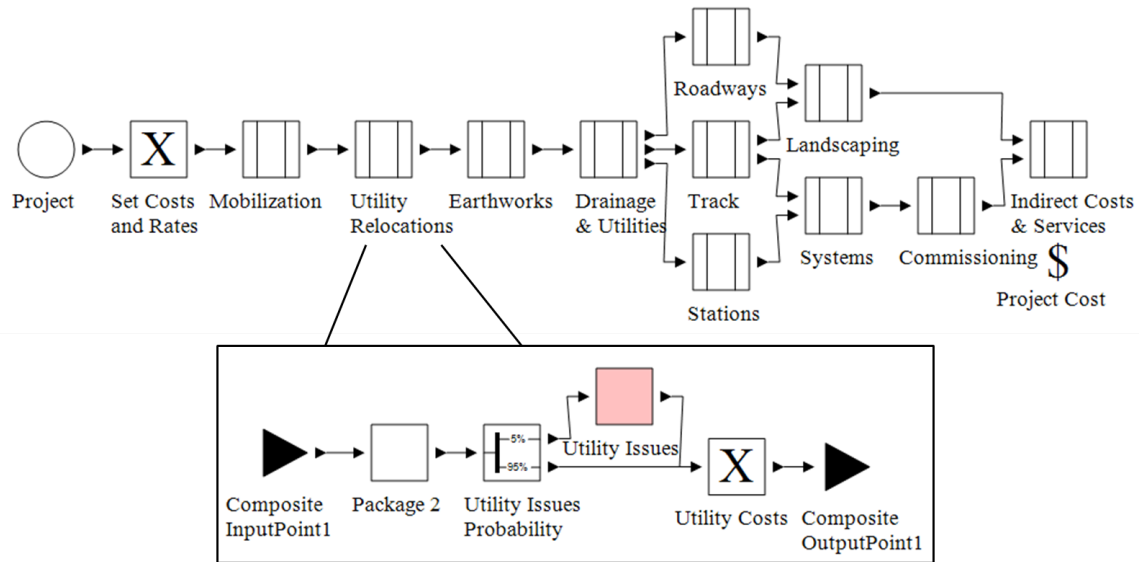 Roadways
Landscaping
X
Project
Set Costs
and Rates
Mobilization
Utility
Relocations
Earthworks
Drainage
& Utilities
Track
Indirect Costs
& Services
Systems
Commissioning
$
Project Cost
Stations
Utility Issues
5%
95%
X
Composite
InputPoint1
Package 2
Utility Issues
Probability
Utility Costs
Composite
OutputPoint1